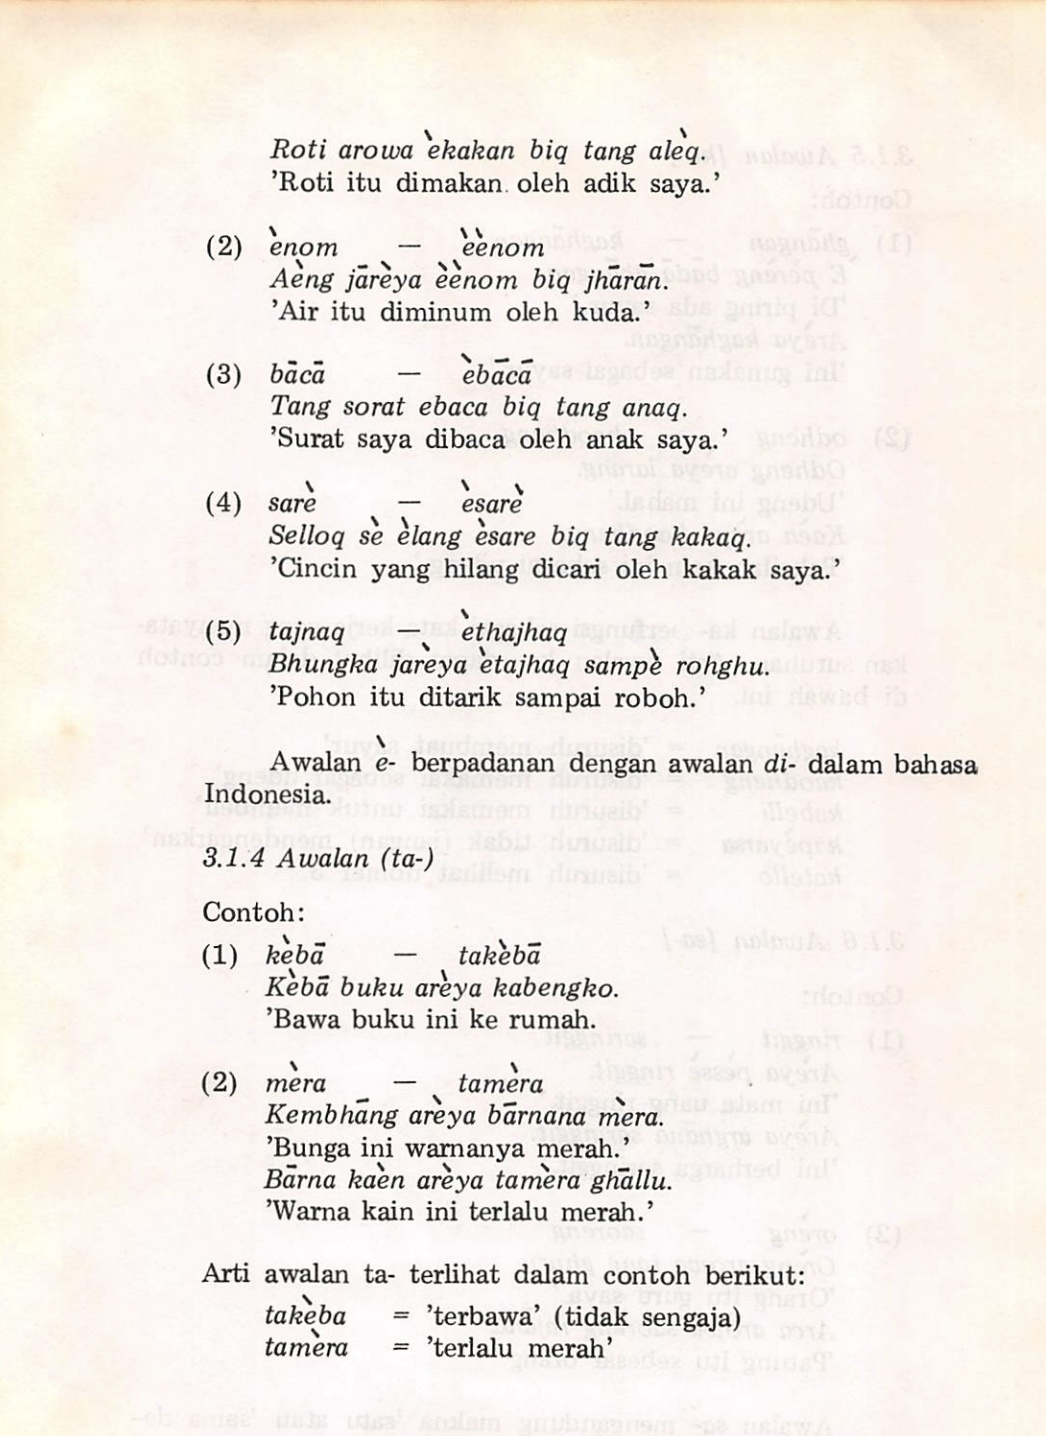 Roti arowa èkakan biq tang alèq.
’Roti itu dimakan oleh adik saya.’
(2) ènom — èènom
Aèng jārèya èènom biq jhārān.
’Air itu diminum oleh kuda.’
(3) bācā — èbācā
Tang sorat ebaca biq tang anaq.
’Surat saya dibaca oleh anak saya.’
(4) sarè — èsarè
Selloq sè èlang èsare biq tang kakaq.
’Cincin yang hilang dicari oleh kakak saya.’
(5) tajnaq — èthajhaq
Bhungka jarèya ètajhaq sampè rohghu.
’Pohon itu ditarik sampai roboh.’
Awalan è- berpadanan dengan awalan di- dalam bahasa
Indonesia.
3.1.4 Awalan (ta-)
Contoh:
(1) kèbā — takèbā
Kèbā buku arèya kabengko.
’Bawa buku ini ke rumah.
(2) mèra — tamèra
Kembhāng arèya bārnana mèra.
’Bunga ini warnanya merah.’
Bārna kaèn arèya tamèra ghāllu.
’Warna kain ini terlalu merah.’
Arti awalan ta- terlihat dalam contoh berikut:
takèba = ’terbawa’ (tidak sengaja)
tamèra = ’terlalu merah’